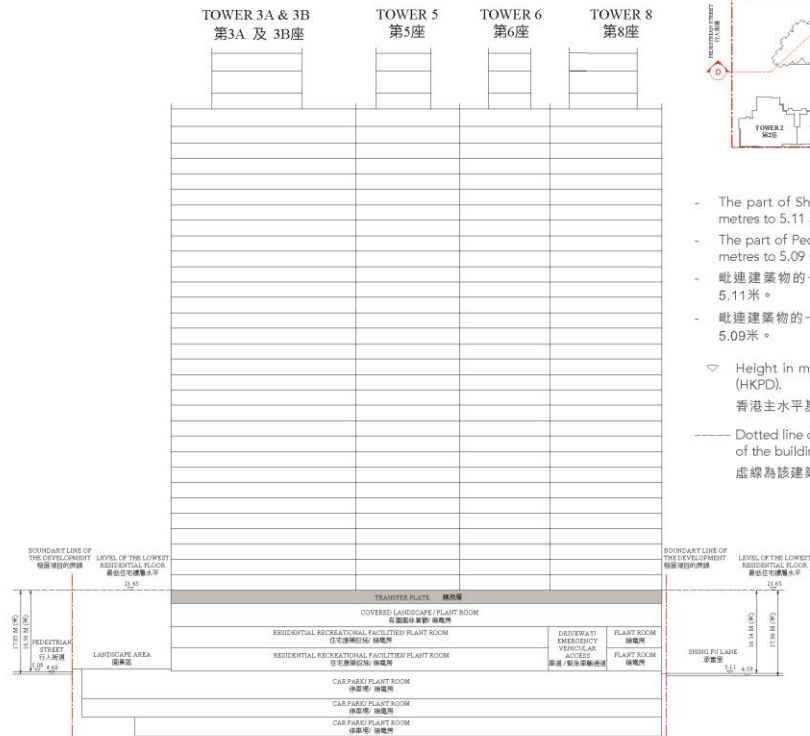 TOWER 3A & 3B
第3A 及 3B座
TOWER 5
第5座
TOWER 6
第6座
TOWER 8
第8座
PEDESTRIAN STREET
行人街道
D
TOWER 2
第2座
- The part of Sh
metres to 5.11
- The part of Pe
metres to 5.09
- 毗連建築物的一
5.11米。
- 毗連建築物的一
5.09米。
Height in m
(HKPD).
香港主水平基
Dotted line
of the buildin
虛線為該建築
BOUNDARY LINE OF
THE DEVELOPMENT
發展項目的界線
LEVEL OF THE LOWEST
RESIDENTIAL FLOOR
最低住宅樓層水平
21.65
BOUNDARY LINE OF
THE DEVELOPMENT
發展項目的界線
LEVEL OF THE LOWEST
RESIDENTIAL FLOOR
最低住宅樓層水平
21.65
TRANSFER PLATE 轉換層
COVERED LANDSCAPE / PLANT ROOM
有蓋園林景觀/ 機電房
RESIDENTIAL RECREATIONAL FACILITIES/ PLANT ROOM
住宅康樂設施/ 機電房
RESIDENTIAL RECREATIONAL FACILITIES/ PLANT ROOM
住宅康樂設施/ 機電房
DRIVEWAY/
EMERGENCY
VEHICULAR
ACCESS
車道 / 緊急車輛通道
PLANT ROOM
機電房
PLANT ROOM
機電房
PEDESTRIAN
STREET
行人街道
5.09 4.60
LANDSCAPE AREA
園景區
SHING FU LANE
承富里
5.11
CAR PARK/ PLANT ROOM
停車場/ 機電房
CAR PARK/ PLANT ROOM
停車場/ 機電房
CAR PARK/ PLANT ROOM
停車場/ 機電房